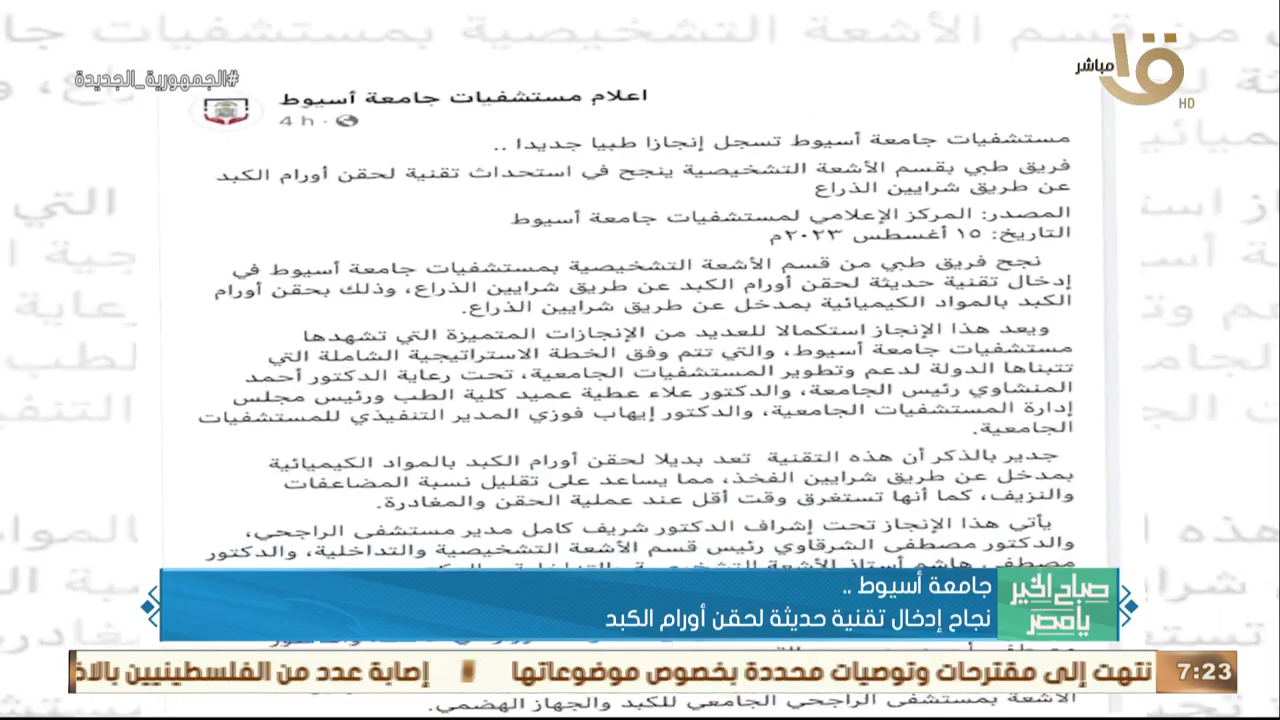 #الجمهورية_الجديدة
مباشر
HD
اعلام مستشفيات جامعة أسيوط
4 h ·
مستشفيات جامعة أسيوط تسجل إنجازا طبيا جديدا ..
فريق طبي بقسم الأشعة التشخيصية ينجح في استحداث تقنية لحقن أورام الكبد
عن طريق شرايين الذراع
المصدر: المركز الإعلامي لمستشفيات جامعة أسيوط
التاريخ: ١٥ أغسطس ٢٠٢٣م
نجح فريق طبي من قسم الأشعة التشخيصية بمستشفيات جامعة أسيوط في
إدخال تقنية حديثة لحقن أورام الكبد عن طريق شرايين الذراع، وذلك بحقن أورام
الكبد بالمواد الكيميائية بمدخل عن طريق شرايين الذراع.
ويعد هذا الإنجاز استكمالا للعديد من الإنجازات المتميزة التي تشهدها
مستشفيات جامعة أسيوط، والتي تتم وفق الخطة الاستراتيجية الشاملة التي
تتبناها الدولة لدعم وتطوير المستشفيات الجامعية، تحت رعاية الدكتور أحمد
المنشاوي رئيس الجامعة، والدكتور علاء عطية عميد كلية الطب ورئيس مجلس
إدارة المستشفيات الجامعية، والدكتور إيهاب فوزي المدير التنفيذي للمستشفيات
الجامعية.
جدير بالذكر أن هذه التقنية تعد بديلا لحقن أورام الكبد بالمواد الكيميائية
بمدخل عن طريق شرايين الفخذ، مما يساعد على تقليل نسبة المضاعفات
والنزيف، كما أنها تستغرق وقت أقل عند عملية الحقن والمغادرة.
يأتي هذا الإنجاز تحت إشراف الدكتور شريف كامل مدير مستشفى الراجحي،
والدكتور مصطفى الشرقاوي رئيس قسم الأشعة التشخيصية والتداخلية، والدكتور
مصطفى هاشم أستاذ الأشعة التشخيصية والتداخلية
صباح الخير
يا مصر
جامعة أسيوط ..
نجاح إدخال تقنية حديثة لحقن أورام الكبد
7:23
نتهت إلى مقترحات وتوصيات محددة بخصوص موضوعاتها
إصابة عدد من الفلسطينيين بالاخ
الأشعة بمستشفى الراجحي الجامعي للكبد والجهاز الهضمي.